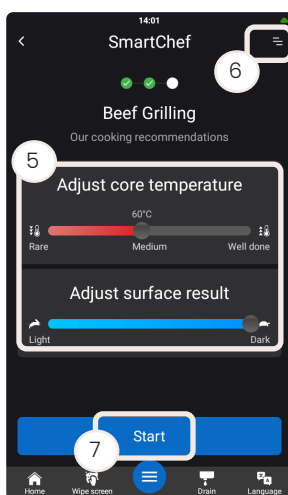 14:01
SmartChef
6
Beef Grilling
Our cooking recommendations
5
Adjust core temperature
60°C
Rare Medium Well done
Adjust surface result
Light Dark
Start
7
Home Wipe screen Drain Language